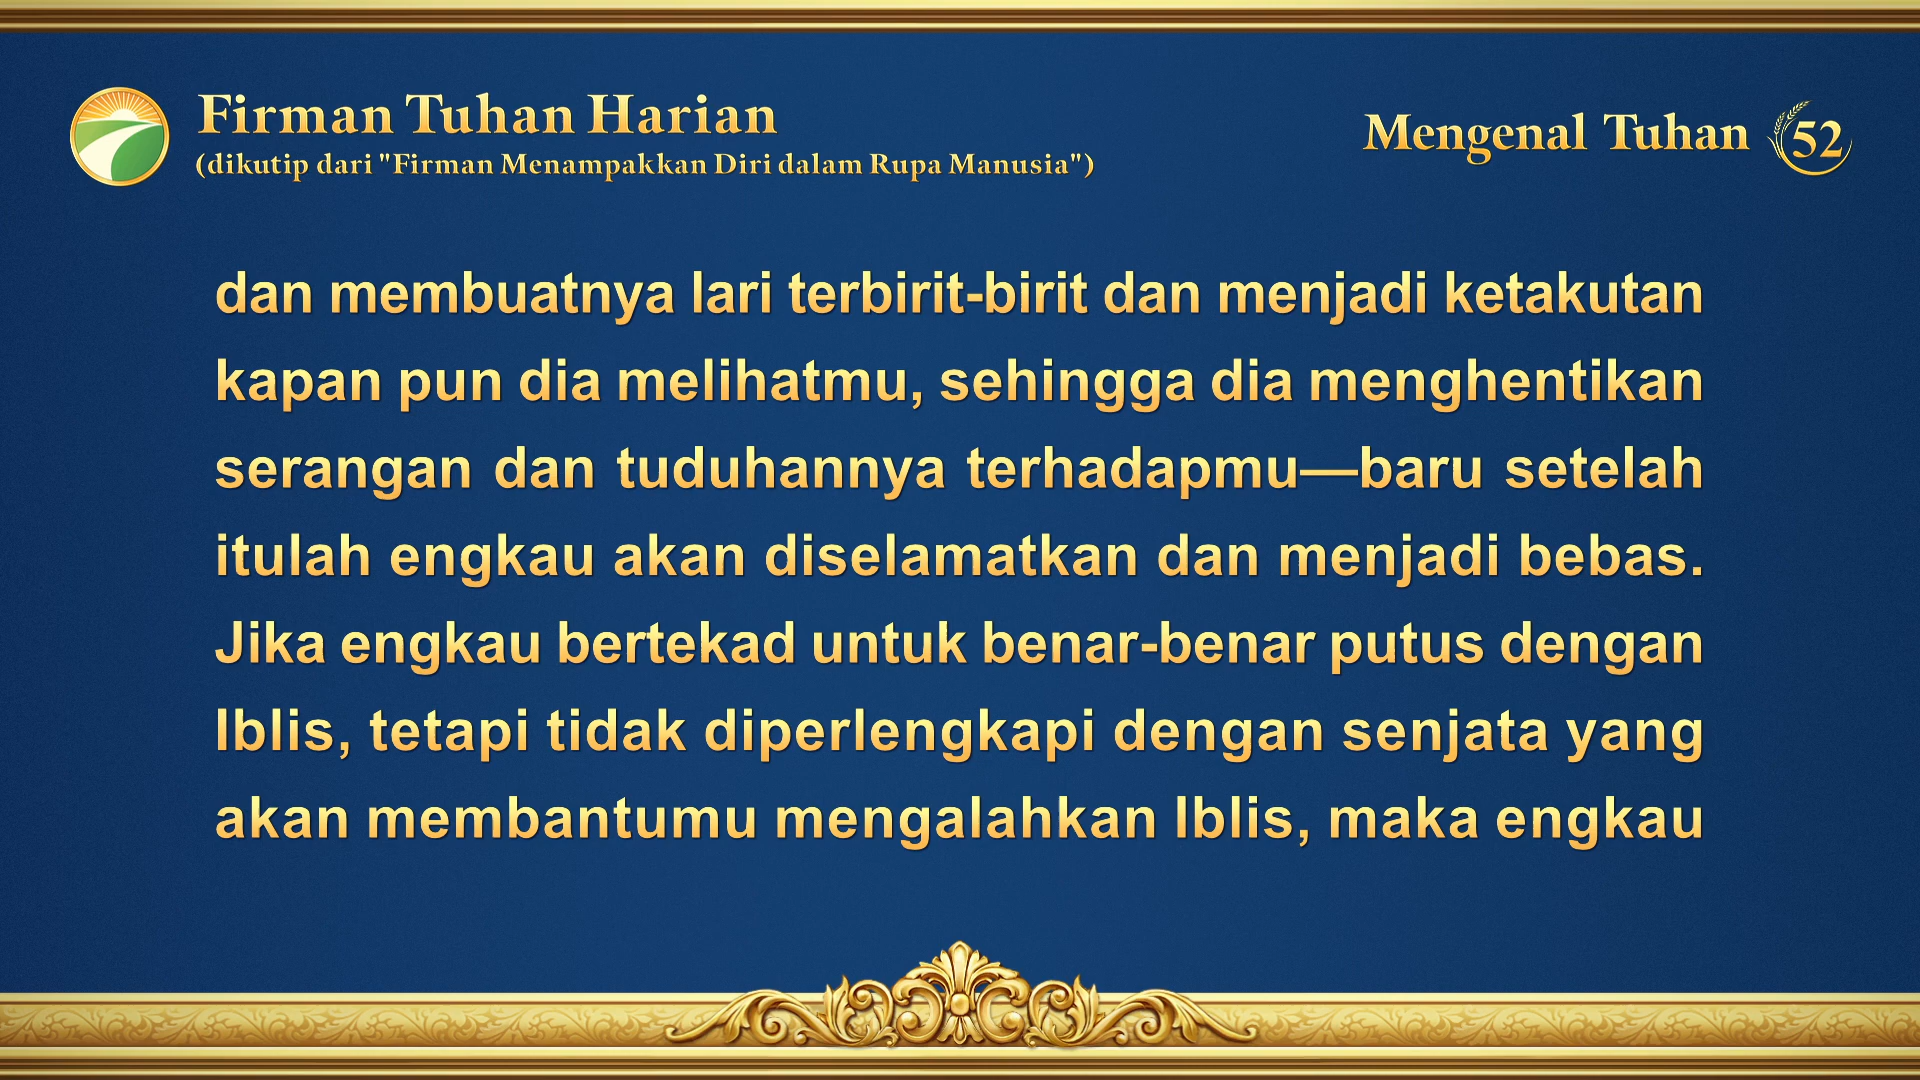 Firman Tuhan Harian
(dikutip dari "Firman Menampakkan Diri dalam Rupa Manusia")
Mengenal Tuhan 52
dan membuatnya lari terbirit-birit dan menjadi ketakutan
kapan pun dia melihatmu, sehingga dia menghentikan
serangan dan tuduhannya terhadapmu—baru setelah
itulah engkau akan diselamatkan dan menjadi bebas.
Jika engkau bertekad untuk benar-benar putus dengan
Iblis, tetapi tidak diperlengkapi dengan senjata yang
akan membantumu mengalahkan Iblis, maka engkau